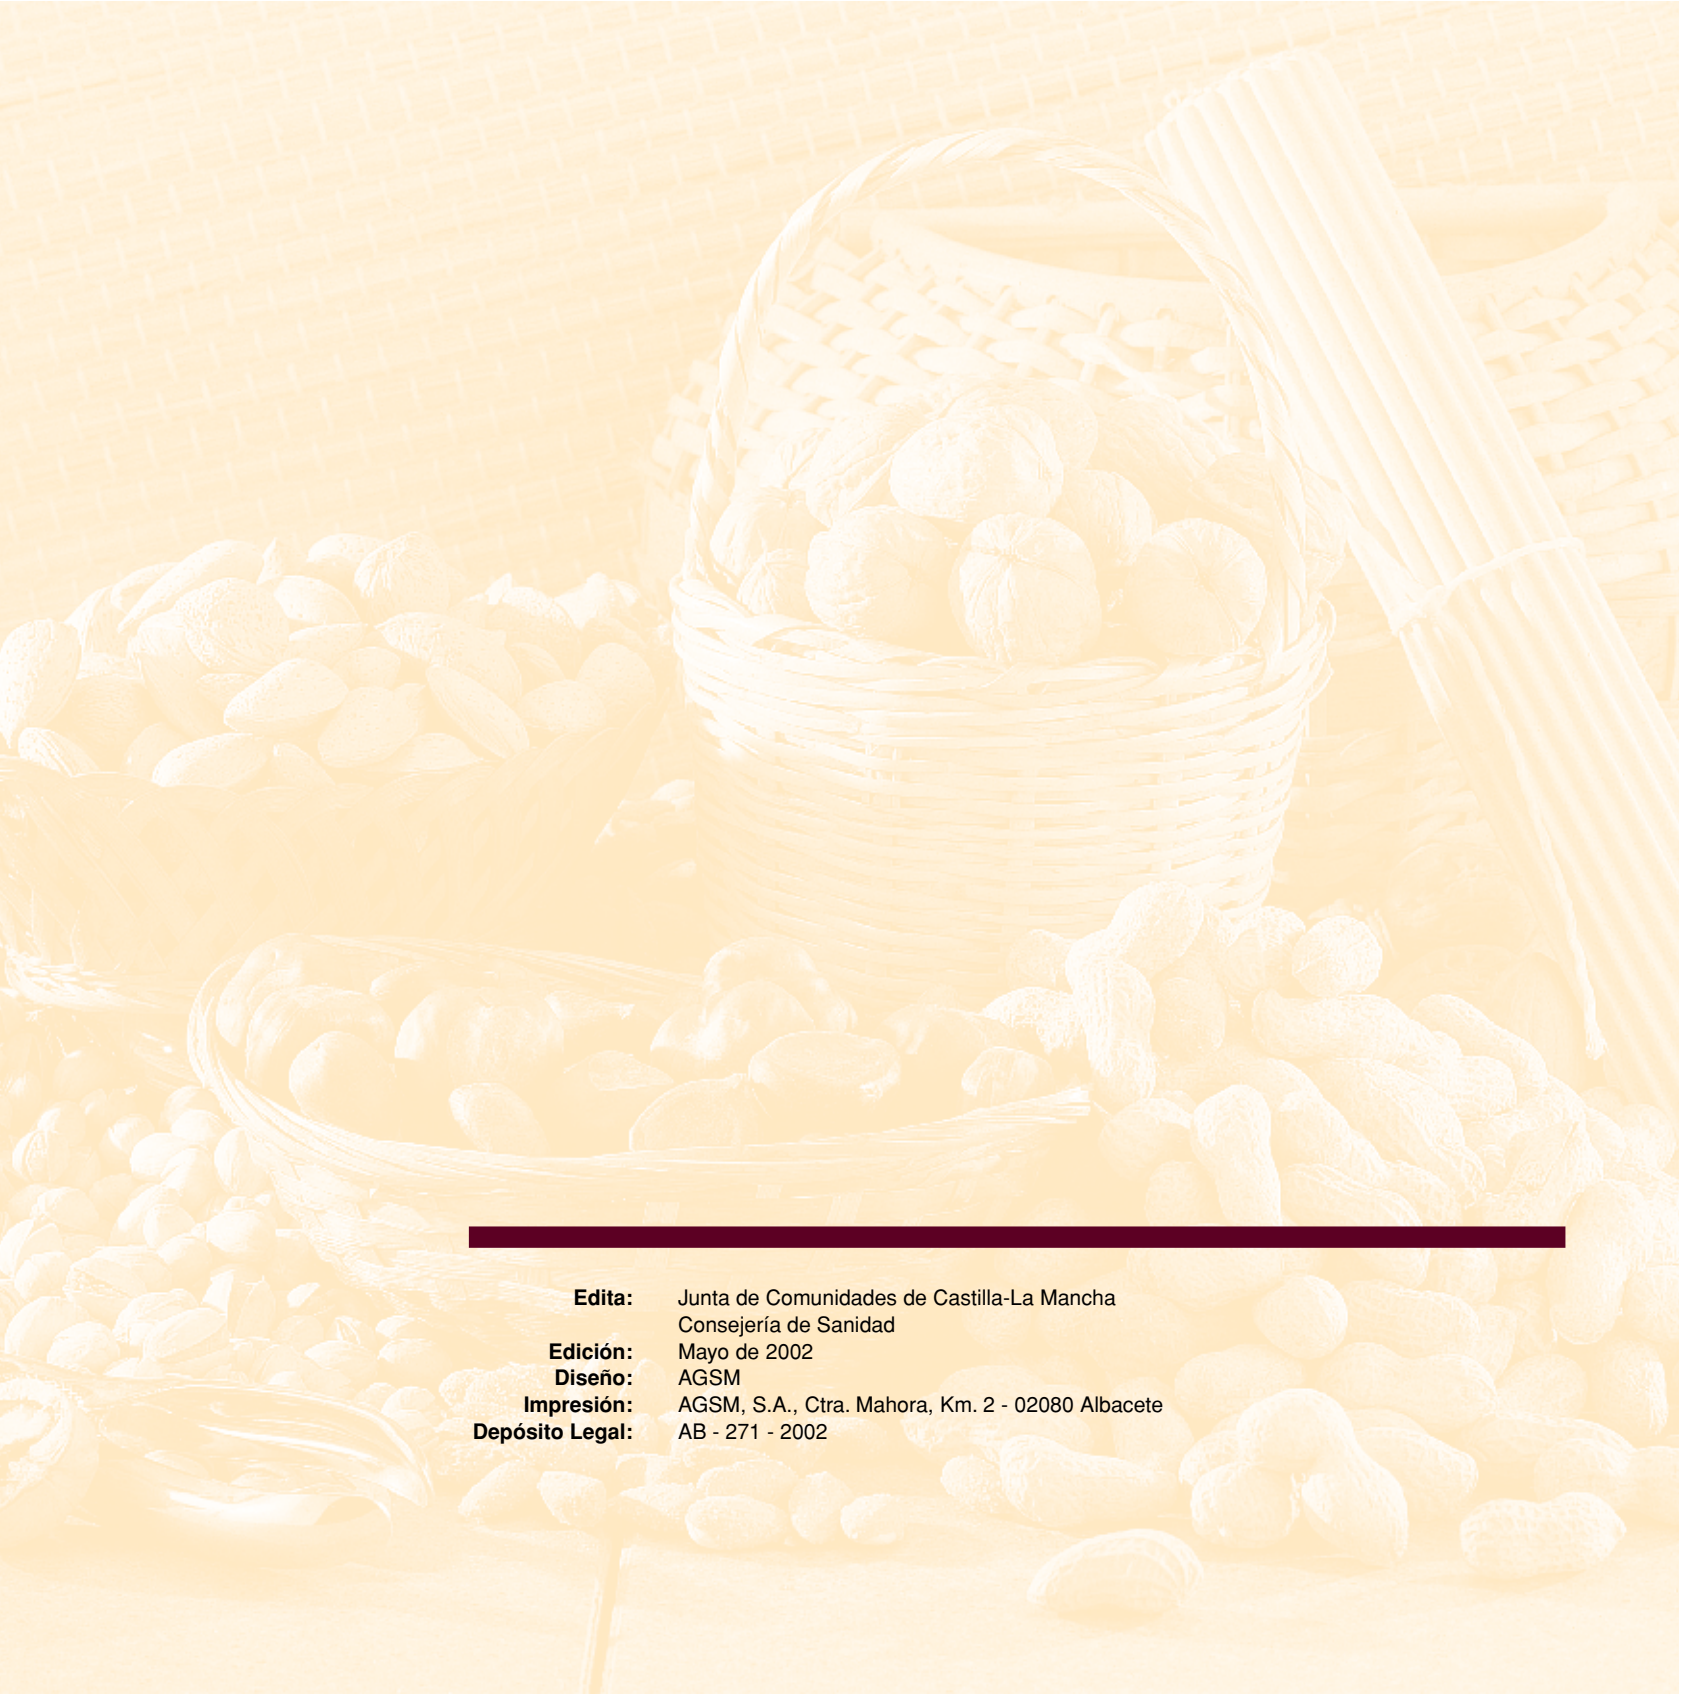 Edita: Junta de Comunidades de Castilla-La Mancha
Consejería de Sanidad
Edición: Mayo de 2002
Diseño: AGSM
Impresión: AGSM, S.A., Ctra. Mahora, Km. 2 - 02080 Albacete
Depósito Legal: AB - 271 - 2002